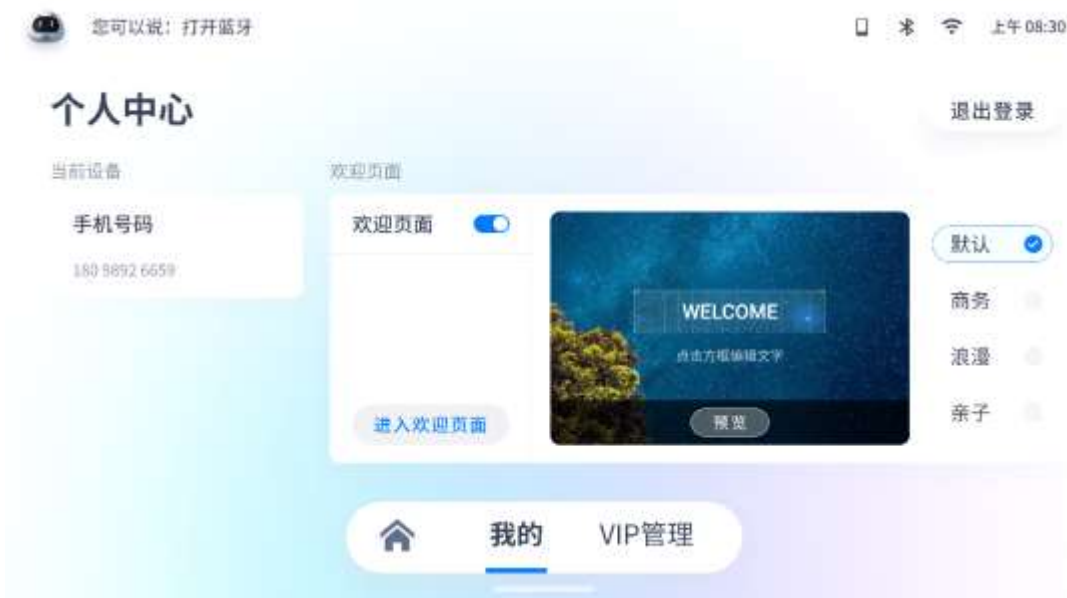 您可以说：打开蓝牙
上午 08:30
个人中心
退出登录
当前设备
欢迎页面
手机号码
180 9892 6659
欢迎页面
WELCOME
点击方框编辑文字
预览
进入欢迎页面
默认
商务
浪漫
亲子
我的
VIP管理